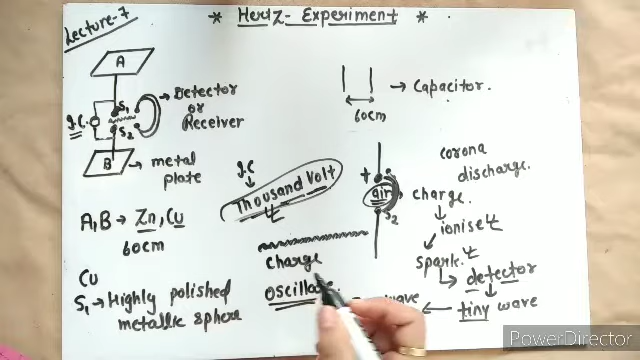 Lecture-7
* Hertz-Experiment *
A
S1
I.C.
S2
B
Detector
or
Receiver
metal
plate
A,B → Zn, Cu
60cm
Cu
S1 → Highly polished
metallic sphere
I.C
Thousand Volt
charge
oscillate.
→ Capacitor.
60cm
corona
discharge.
+
air
S2
charge
ionise
spark.
detector
tiny wave
wave
PowerDirector